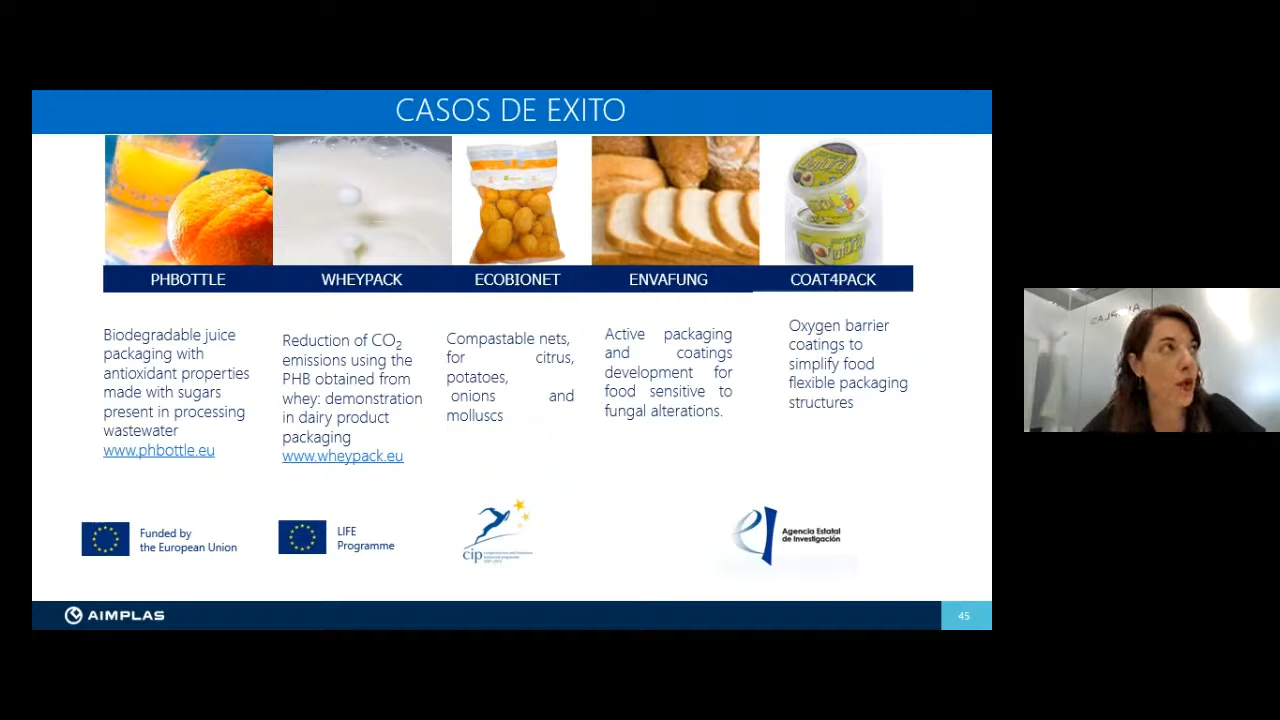 CASOS DE EXITO
PHBOTTLE
WHEYPACK
ECOBIONET
ENVAFUNG
COAT4PACK
Biodegradable juice
packaging with
antioxidant properties
made with sugars
present in processing
wastewater
www.phbottle.eu
Reduction of CO2
emissions using the
PHB obtained from
whey: demonstration
in dairy product
packaging
www.wheypack.eu
Compastable nets,
for citrus,
potatoes,
onions and
molluscs
Active packaging
and coatings
development for
food sensitive to
fungal alterations.
Oxygen barrier
coatings to
simplify food
flexible packaging
structures
Funded by
the European Union
LIFE
Programme
cip
Agencia Estatal
de Investigación
AIMPLAS
45